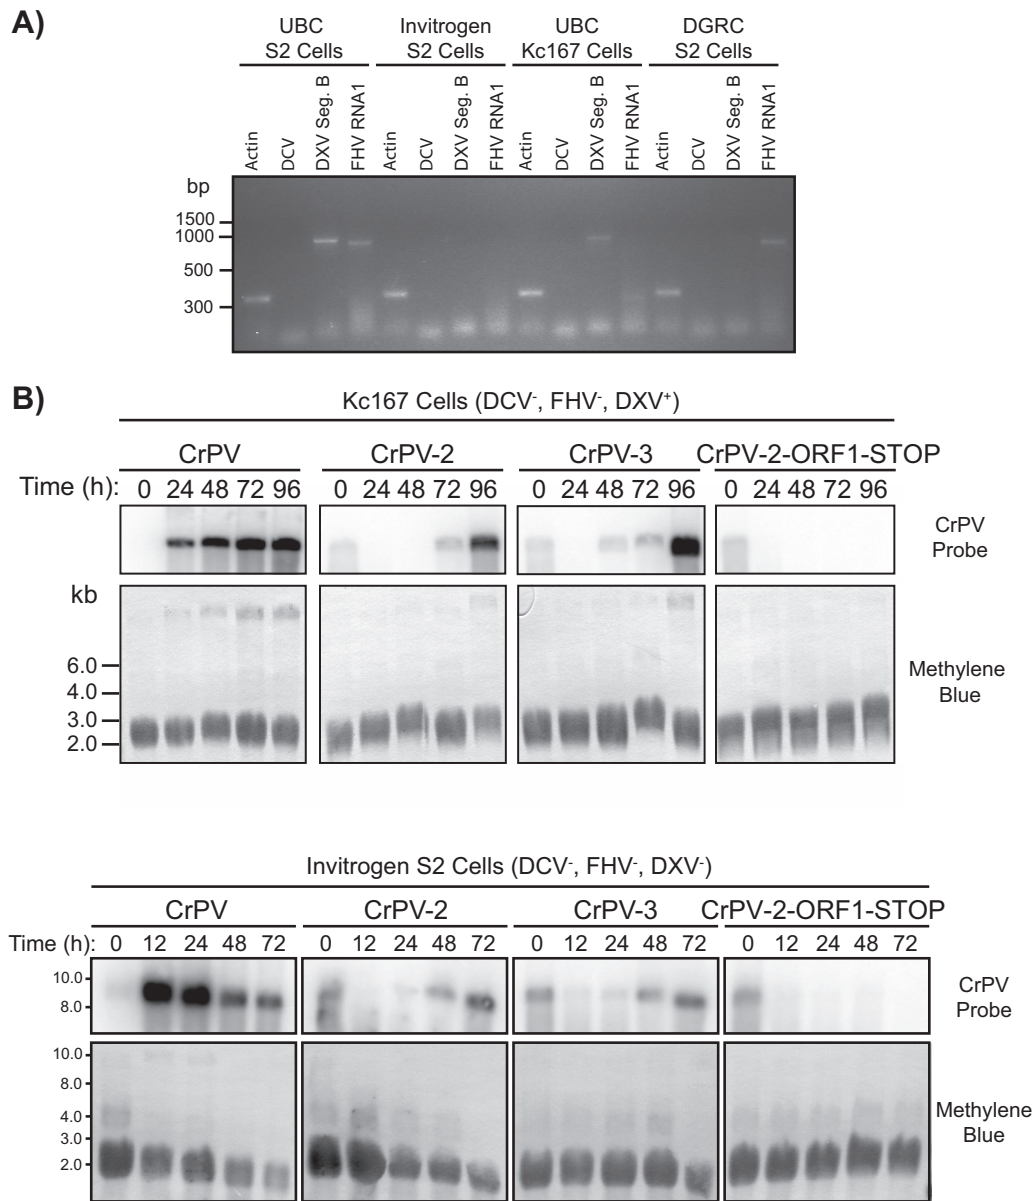 A)
UBC
S2 Cells
Invitrogen
S2 Cells
UBC
Kc167 Cells
DGRC
S2 Cells
Actin
DCV
DXV Seg. B
FHV RNA1
Actin
DCV
DXV Seg. B
FHV RNA1
Actin
DCV
DXV Seg. B
FHV RNA1
Actin
DCV
DXV Seg. B
FHV RNA1
bp
1500
1000
500
300
B)
Kc167 Cells (DCV-, FHV-, DXV+)
CrPV CrPV-2 CrPV-3 CrPV-2-ORF1-STOP
Time (h): 0 24 48 72 96 0 24 48 72 96 0 24 48 72 96 0 24 48 72 96
CrPV
Probe
kb
6.0
4.0
3.0
2.0
Methylene
Blue
Invitrogen S2 Cells (DCV-, FHV-, DXV-)
CrPV CrPV-2 CrPV-3 CrPV-2-ORF1-STOP
Time (h): 0 12 24 48 72 0 12 24 48 72 0 12 24 48 72 0 12 24 48 72
10.0
8.0
CrPV
Probe
10.0
8.0
4.0
3.0
2.0
Methylene
Blue